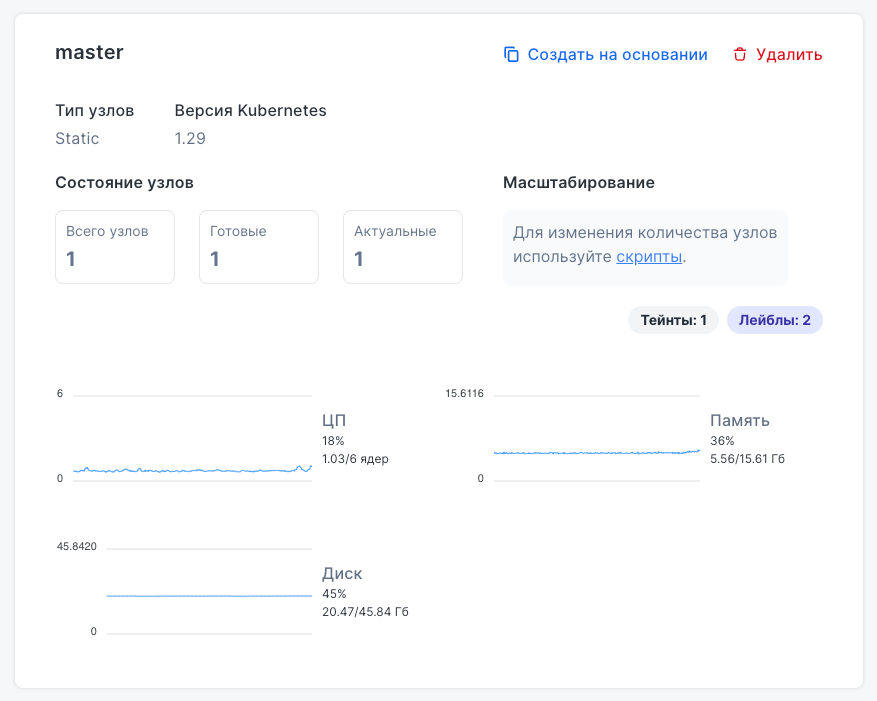 master
Создать на основании
Удалить
Тип узлов
Версия Kubernetes
Static
1.29
Состояние узлов
Масштабирование
Всего узлов
1
Готовые
1
Актуальные
1
Для изменения количества узлов
используйте скрипты.
Тейнты: 1
Лейблы: 2
6
0
ЦП
18%
1.03/6 ядер
15.6116
0
Память
36%
5.56/15.61 Гб
45.8420
0
Диск
45%
20.47/45.84 Гб